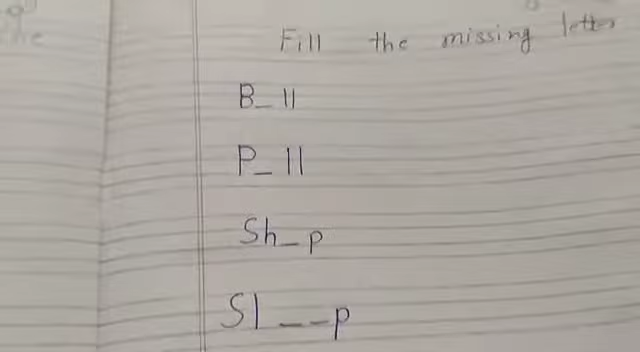 Fill the missing letter
B_ll
P_ll
Sh_p
Sl__p